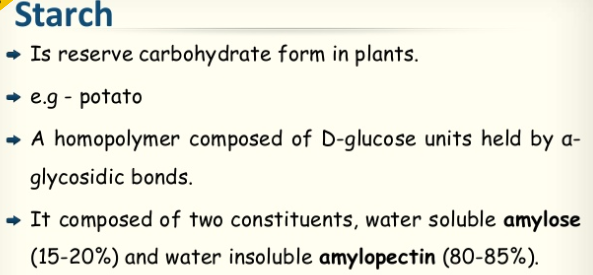 Starch
➡ Is reserve carbohydrate form in plants.
➡ e.g - potato
➡ A homopolymer composed of D-glucose units held by α-
glycosidic bonds.
➡ It composed of two constituents, water soluble amylose
(15-20%) and water insoluble amylopectin (80-85%).